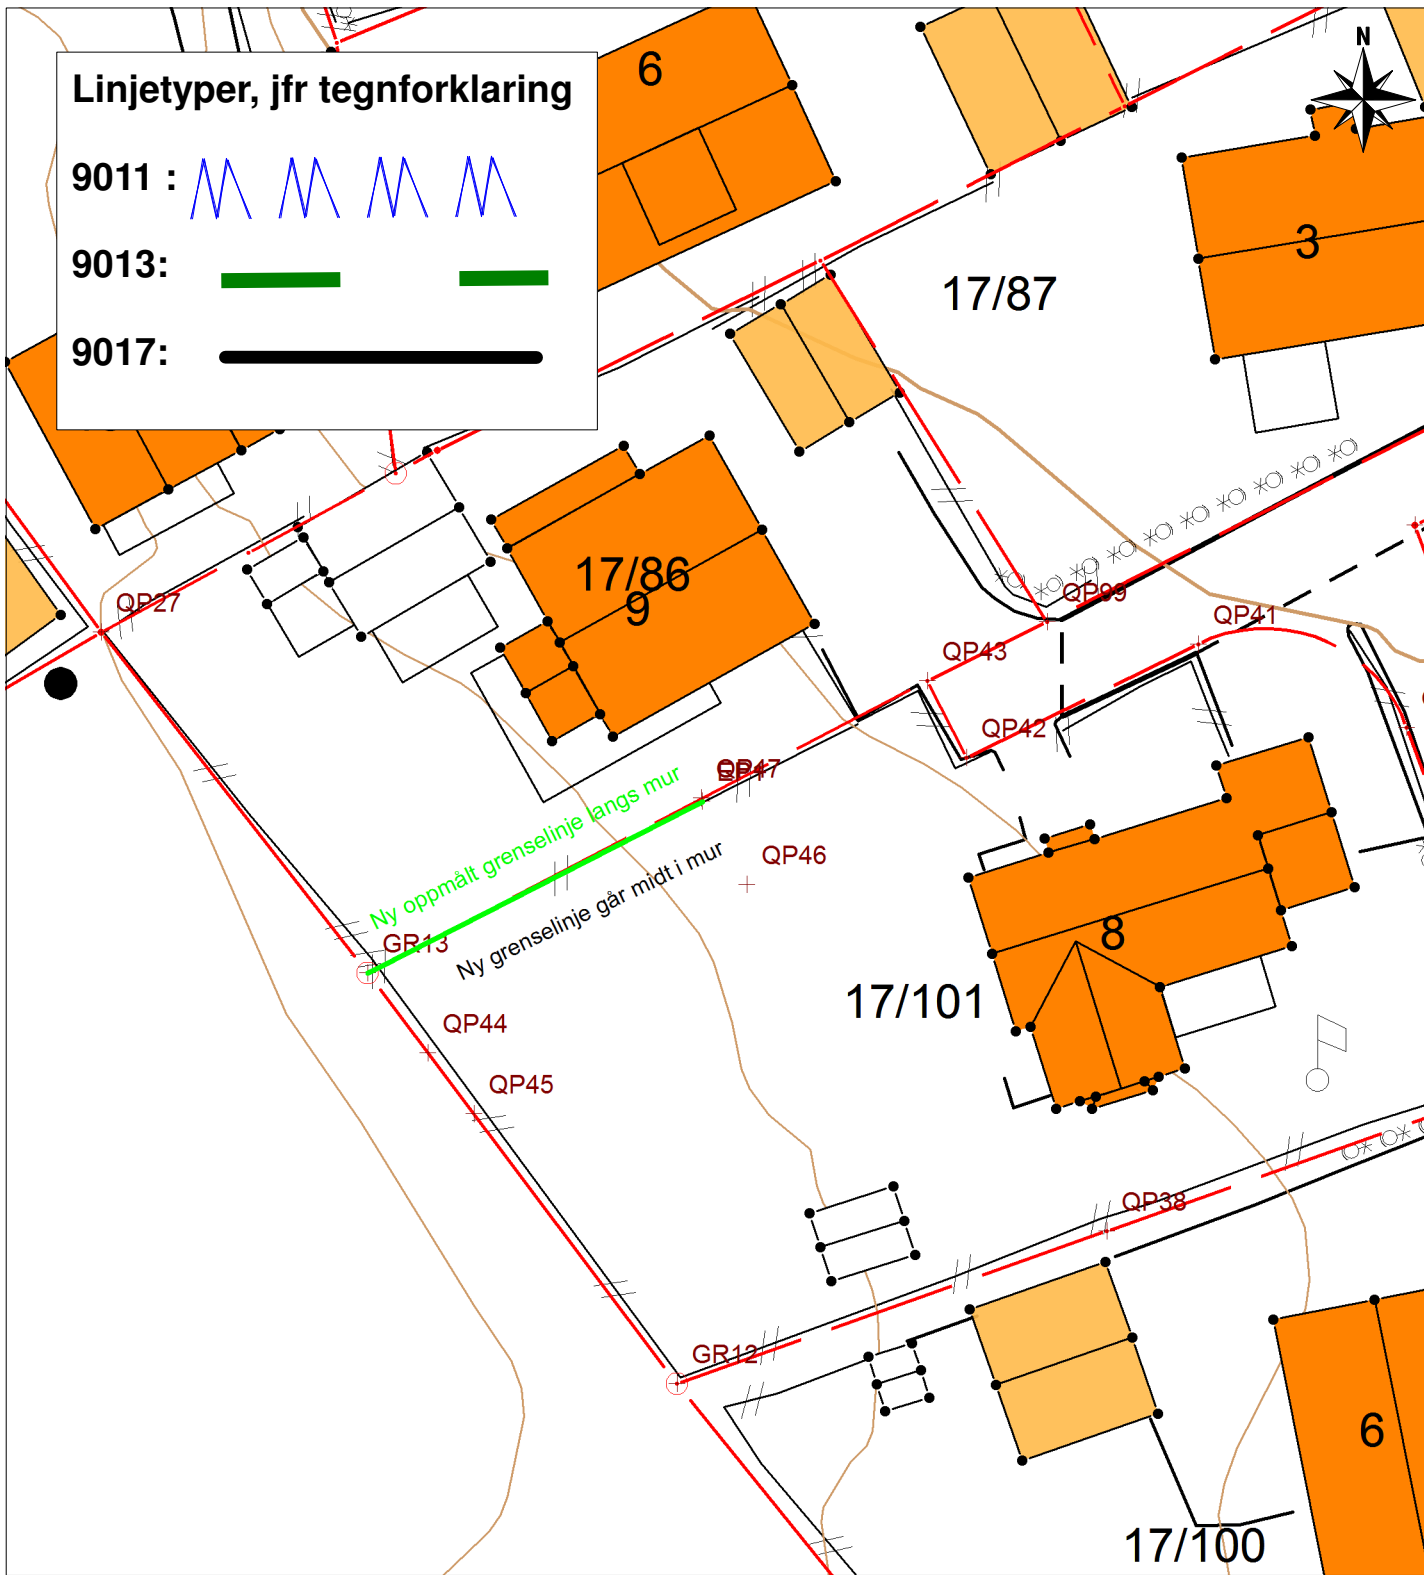 N
6
Linjetyper, jfr tegnforklaring
9011 :
9013:
9017:
3
17/87
17/86
9
QP27
QP99
QP41
QP43
QP42
QP47
Ny oppmålt grenselinje langs mur
Ny grenselinje går midt i mur
QP46
GR13
8
17/101
QP44
QP45
QP38
GR12
6
17/100